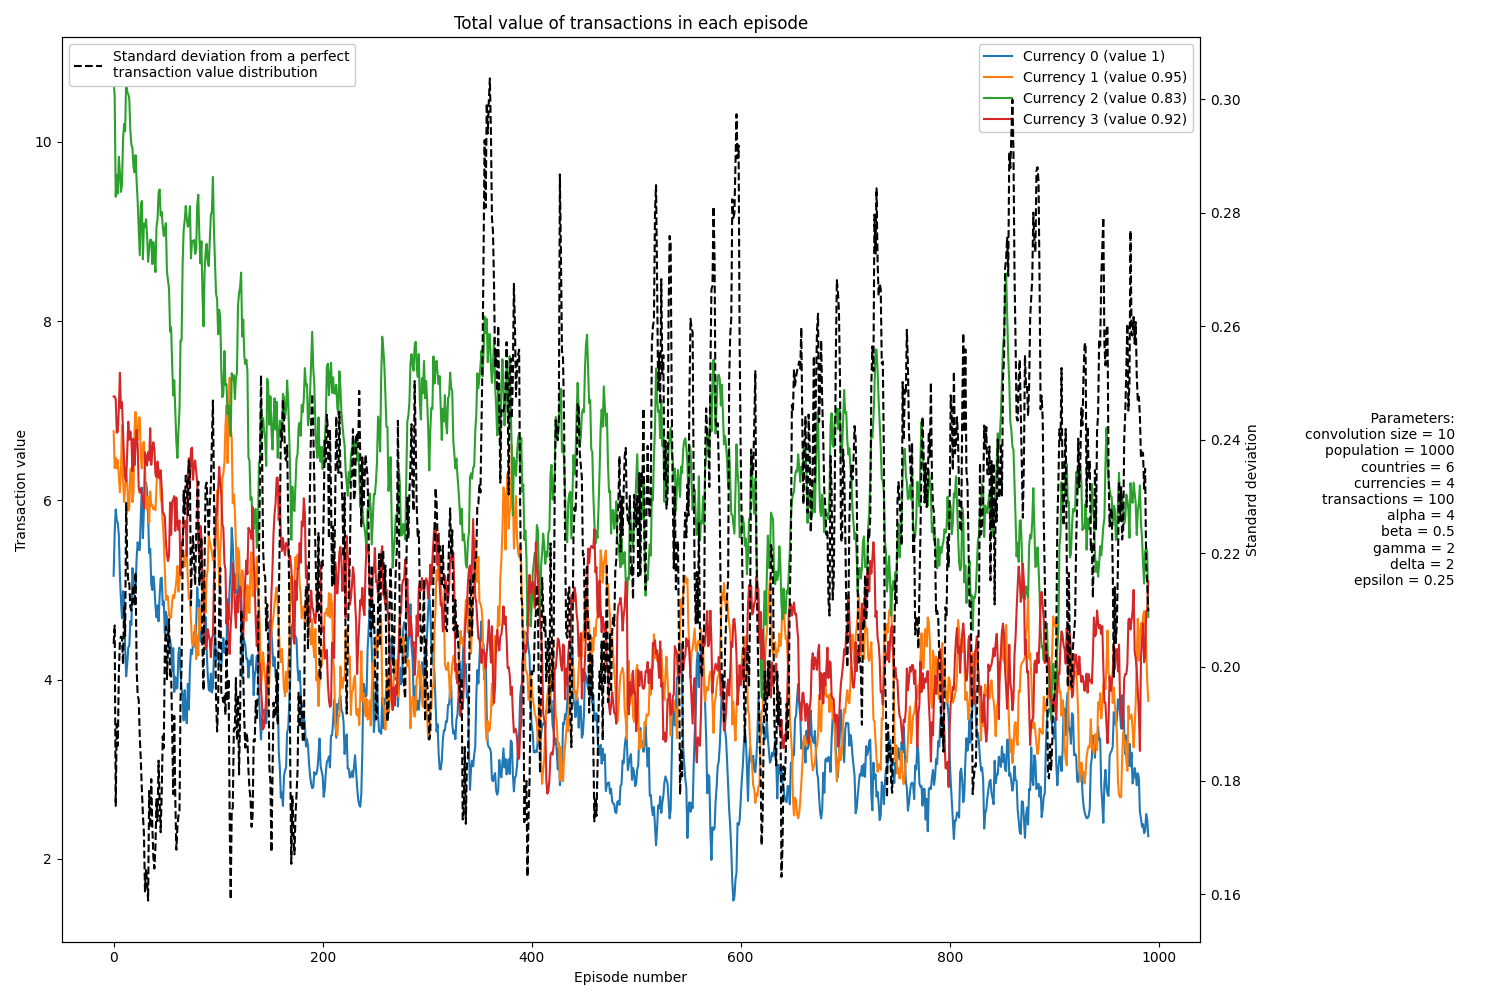 Total value of transactions in each episode
Standard deviation from a perfect
transaction value distribution
Currency 0 (value 1)
Currency 1 (value 0.95)
Currency 2 (value 0.83)
Currency 3 (value 0.92)
10
8
6
4
2
Transaction value
0.30
0.28
0.26
0.24
0.22
0.20
0.18
0.16
Standard deviation
0
200
400
600
800
1000
Episode number
Parameters:
convolution size = 10
population = 1000
countries = 6
currencies = 4
transactions = 100
alpha = 4
beta = 0.5
gamma = 2
delta = 2
epsilon = 0.25